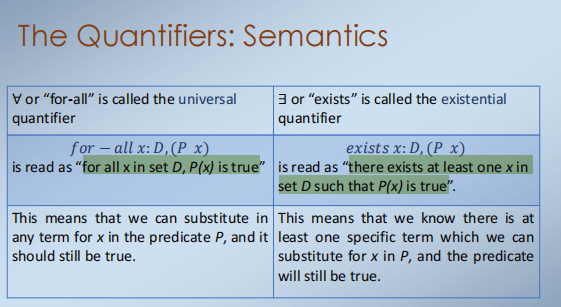 The Quantifiers: Semantics
∀ or “for-all” is called the universal
quantifier
for − all x: D, (P x)
is read as “for all x in set D, P(x) is true”
This means that we can substitute in
any term for x in the predicate P, and it
should still be true.
∃ or “exists” is called the existential
quantifier
exists x: D, (P x)
is read as “there exists at least one x in
set D such that P(x) is true”.
This means that we know there is at
least one specific term which we can
substitute for x in P, and the predicate
will still be true.